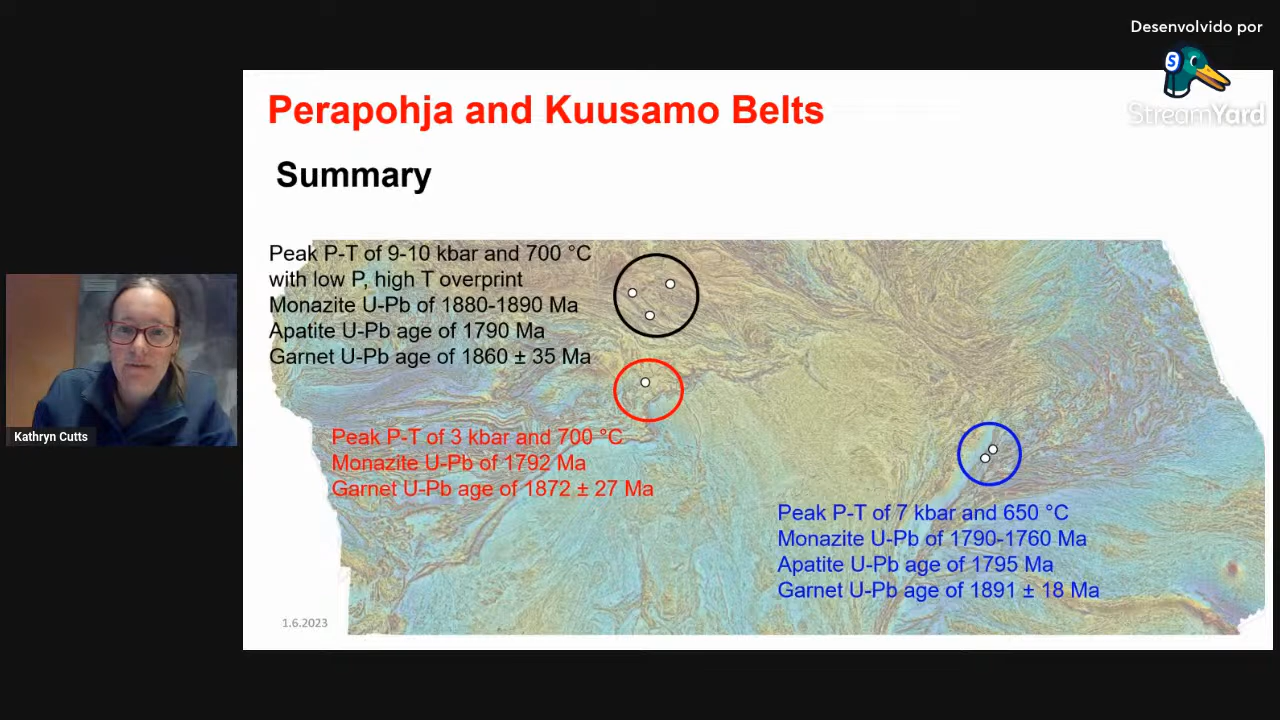 Desenvolvido por
S
StreamYard
Perapohja and Kuusamo Belts
Summary
Peak P-T of 9-10 kbar and 700 °C
with low P, high T overprint
Monazite U-Pb of 1880-1890 Ma
Apatite U-Pb age of 1790 Ma
Garnet U-Pb age of 1860 ± 35 Ma
Peak P-T of 3 kbar and 700 °C
Monazite U-Pb of 1792 Ma
Garnet U-Pb age of 1872 ± 27 Ma
Peak P-T of 7 kbar and 650 °C
Monazite U-Pb of 1790-1760 Ma
Apatite U-Pb age of 1795 Ma
Garnet U-Pb age of 1891 ± 18 Ma
1.6.2023
Kathryn Cutts